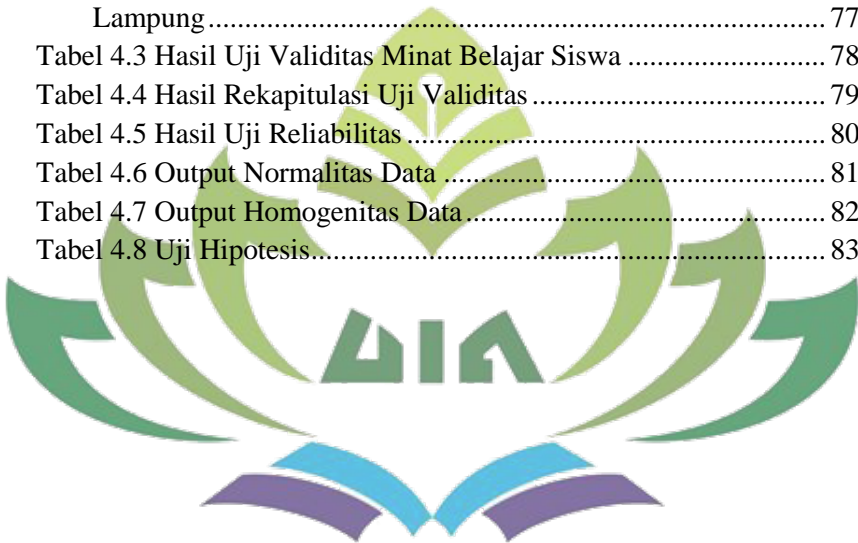 Lampung................................................................................ 77
Tabel 4.3 Hasil Uji Validitas Minat Belajar Siswa ......................... 78
Tabel 4.4 Hasil Rekapitulasi Uji Validitas ..................................... 79
Tabel 4.5 Hasil Uji Reliabilitas ...................................................... 80
Tabel 4.6 Output Normalitas Data ................................................. 81
Tabel 4.7 Output Homogenitas Data .............................................. 82
Tabel 4.8 Uji Hipotesis................................................................... 83
UIN